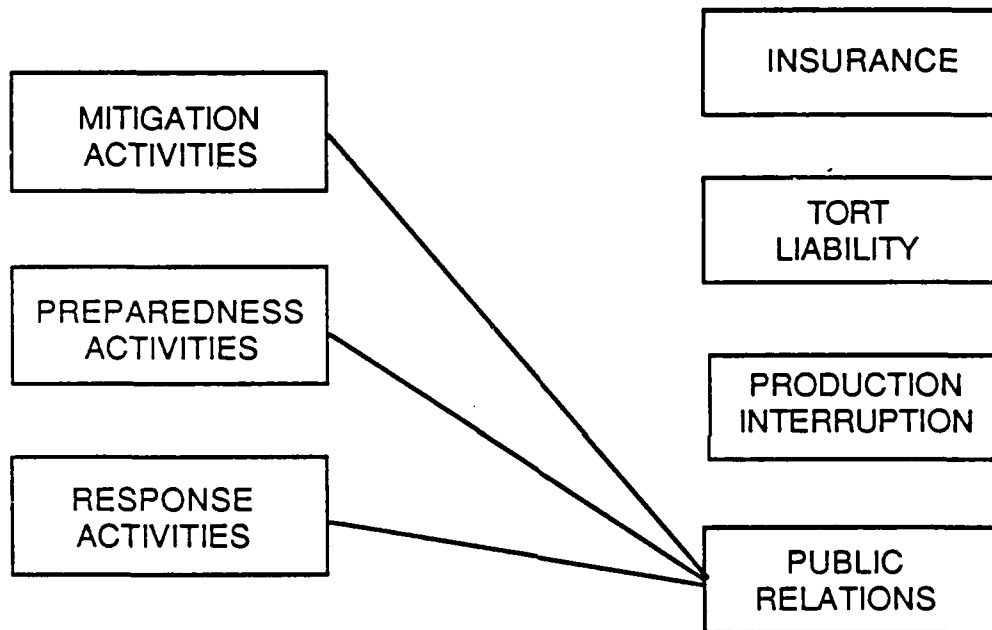 MITIGATION
ACTIVITIES
PREPAREDNESS
ACTIVITIES
RESPONSE
ACTIVITIES
INSURANCE
TORT
LIABILITY
PRODUCTION
INTERRUPTION
PUBLIC
RELATIONS